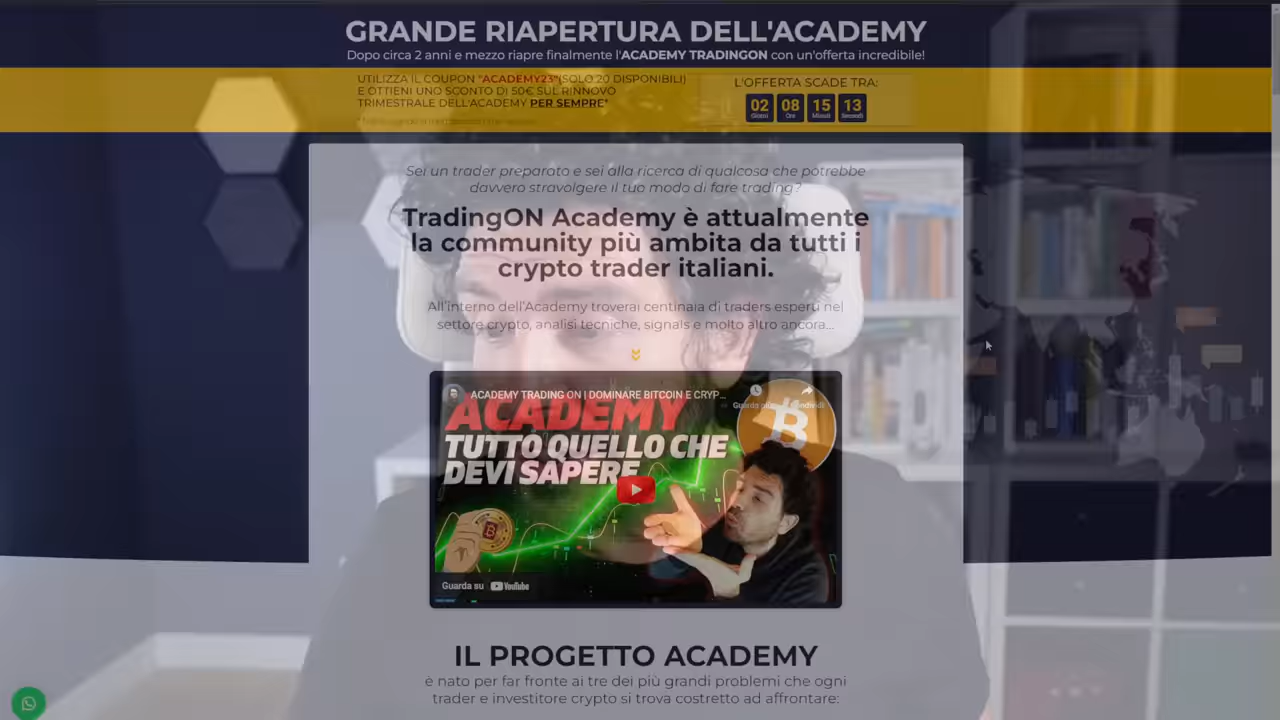 GRANDE RIAPERTURA DELL'ACADEMY
Dopo circa 2 anni e mezzo riapre finalmente l'ACADEMY TRADINGON con un'offerta incredibile!
UTILIZZA IL COUPON "ACADEMY23"(SOLO 20 DISPONIBILI)
E OTTIENI UNO SCONTO DI 50€ SUL RINNOVO
TRIMESTRALE DELL'ACADEMY PER SEMPRE*
L'OFFERTA SCADE TRA:
02 08 15 13
Giorni Ore Minuti Secondi
Sei un trader preparato e sei alla ricerca di qualcosa che potrebbe
davvero stravolgere il tuo modo di fare trading?
TradingON Academy è attualmente
la community più ambita da tutti i
crypto trader italiani.
All'interno dell'Academy troverai centinaia di traders esperti nel
settore crypto, analisi tecniche, signals e molto altro ancora...
ACADEMY TRADING ON | DOMINARE BITCOIN E CRYP...
ACADEMY
TUTTO QUELLO CHE
DEVI SAPERE
Guarda su YouTube
IL PROGETTO ACADEMY
è nato per far fronte ai tre dei più grandi problemi che ogni
trader e investitore crypto si trova costretto ad affrontare: